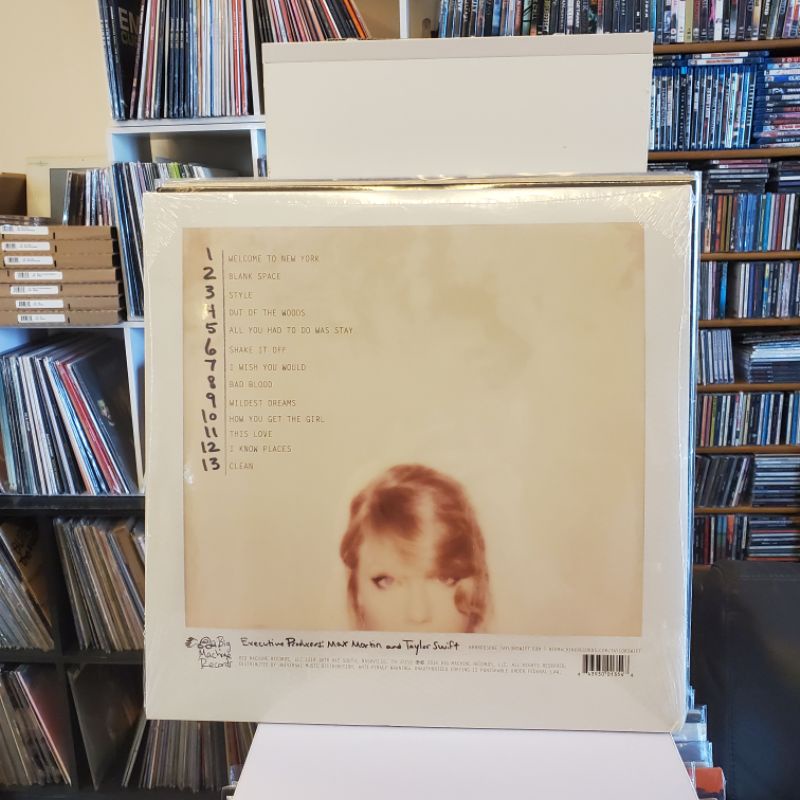 1 WELCOME TO NEW YORK
2 BLANK SPACE
3 STYLE
4 OUT OF THE WOODS
5 ALL YOU HAD TO DO WAS STAY
6 SHAKE IT OFF
7 I WISH YOU WOULD
8 BAD BLOOD
9 WILDEST DREAMS
10 HOW YOU GET THE GIRL
11 THIS LOVE
12 I KNOW PLACES
13 CLEAN
Big Machine Records
Executive Producers: Max Martin and Taylor Swift